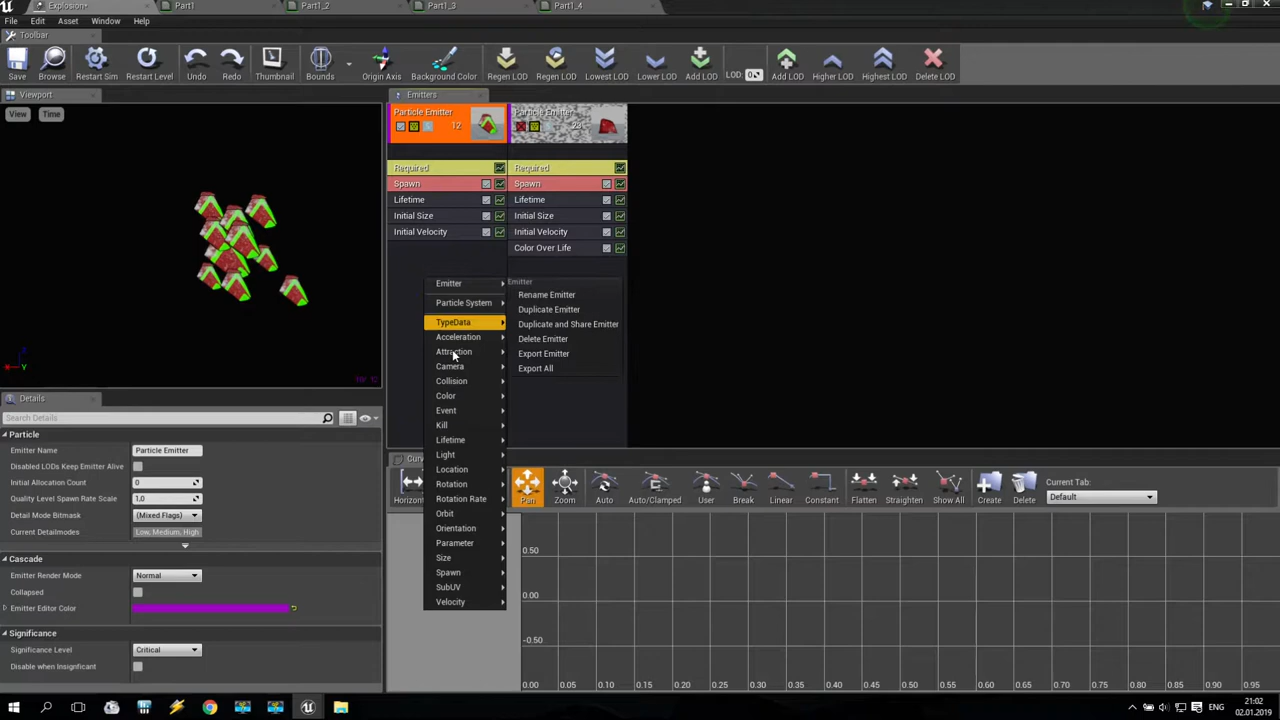 Explosion*
Part1
Part1_2
Part1_3
Part1_4
File Edit Asset Window Help
Toolbar
Save
Browse
Restart Sim
Restart Level
Undo
Redo
Thumbnail
Bounds
Origin Axis
Background Color
Regen LOD
Regen LOD
Lowest LOD
Lower LOD
Add LOD
LOD: 0
Add LOD
Higher LOD
Highest LOD
Delete LOD
Viewport
View
Time
Emitters
Particle Emitter
12
Particle Emitter
Required
Spawn
Lifetime
Initial Size
Initial Velocity
Required
Spawn
Lifetime
Initial Size
Initial Velocity
Color Over Life
Emitter
Particle System
TypeData
Acceleration
Attraction
Camera
Collision
Color
Event
Kill
Lifetime
Light
Location
Rotation
Rotation Rate
Orbit
Orientation
Parameter
Size
Spawn
SubUV
Velocity
Emitter
Rename Emitter
Duplicate Emitter
Duplicate and Share Emitter
Delete Emitter
Export Emitter
Export All
Details
Search Details
Particle
Emitter Name Particle Emitter
Disabled LODs Keep Emitter Alive
Initial Allocation Count 0
Quality Level Spawn Rate Scale 1,0
Detail Mode Bitmask (Mixed Flags)
Current Detailmodes Low, Medium, High
Cascade
Emitter Render Mode Normal
Collapsed
Emitter Editor Color
Significance
Significance Level Critical
Disable when Insignificant
Pan
Zoom
Auto
Auto/Clamped
User
Break
Linear
Constant
Flatten
Straighten
Show All
Create
Delete
Current Tab:
Default
0.50
0.00
-0.50
0.00 0.05 0.10 0.15 0.20 0.25 0.30 0.35 0.40 0.45 0.50 0.55 0.60 0.65 0.70 0.75 0.80 0.85 0.90 0.95
ENG
21:02
02.01.2019